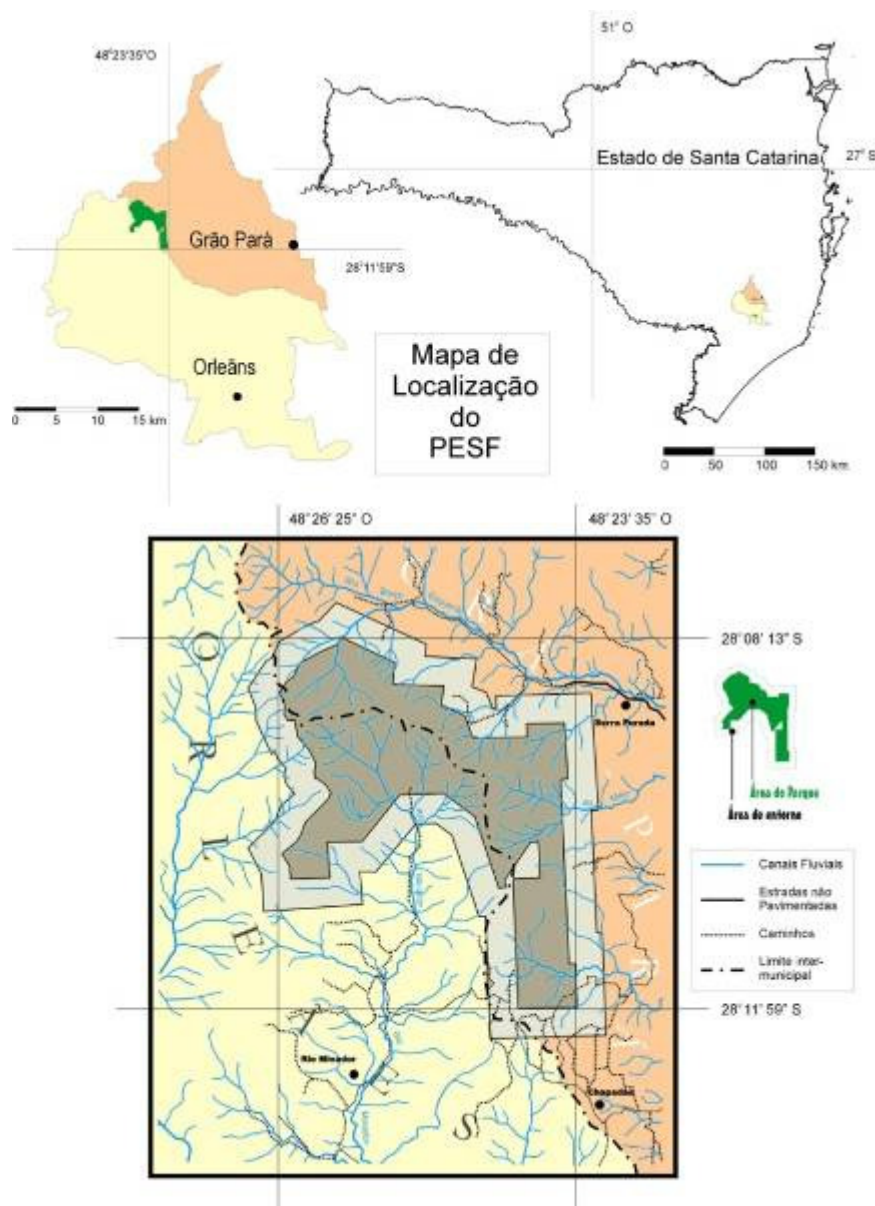 51° O
48°23'35"O
Estado de Santa Catarina
27° S
Grão Pará
28°11'59"S
Orleãns
0 5 10 15 km
Mapa de
Localização
do
PESF
0 50 100 150 km
48° 26' 25" O
48° 23' 35" O
28° 08' 13" S
O R L E Ã N S
P A R Á
Serra Furada
Área do Parque
Área do entorno
Canais Fluviais
Estradas não
Pavimentadas
Caminhos
Limite inter-
municipal
28° 11' 59" S
Rio Minador
Chapadão